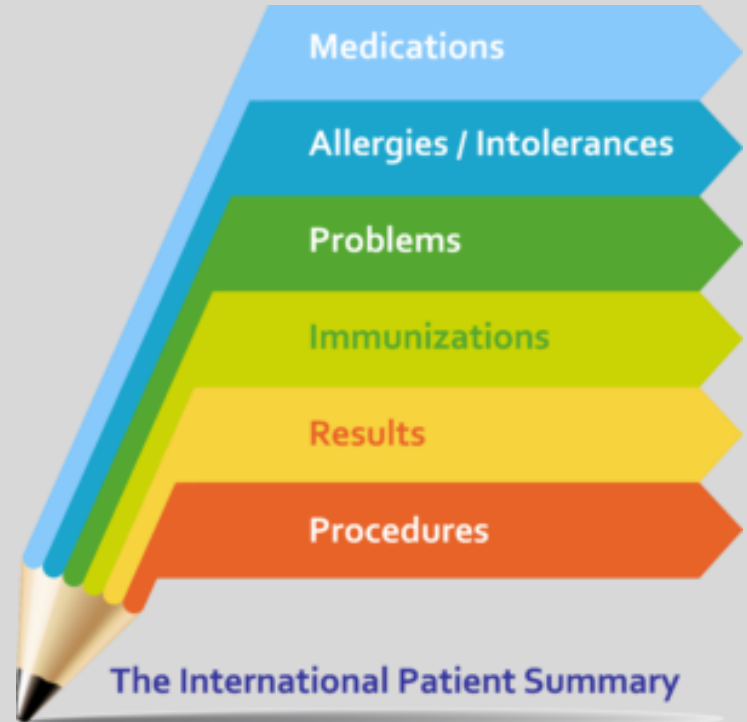 Medications
Allergies / Intolerances
Problems
Immunizations
Results
Procedures
The International Patient Summary